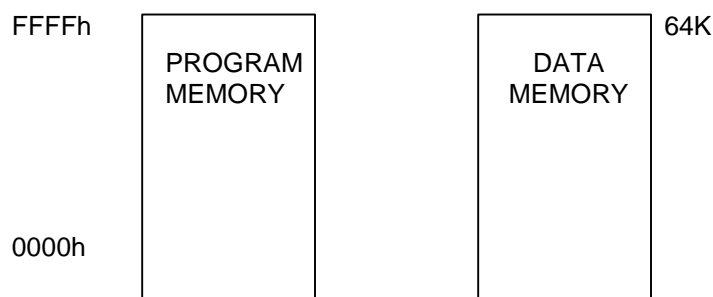 FFFFh
64K
PROGRAM
MEMORY
DATA
MEMORY
0000h